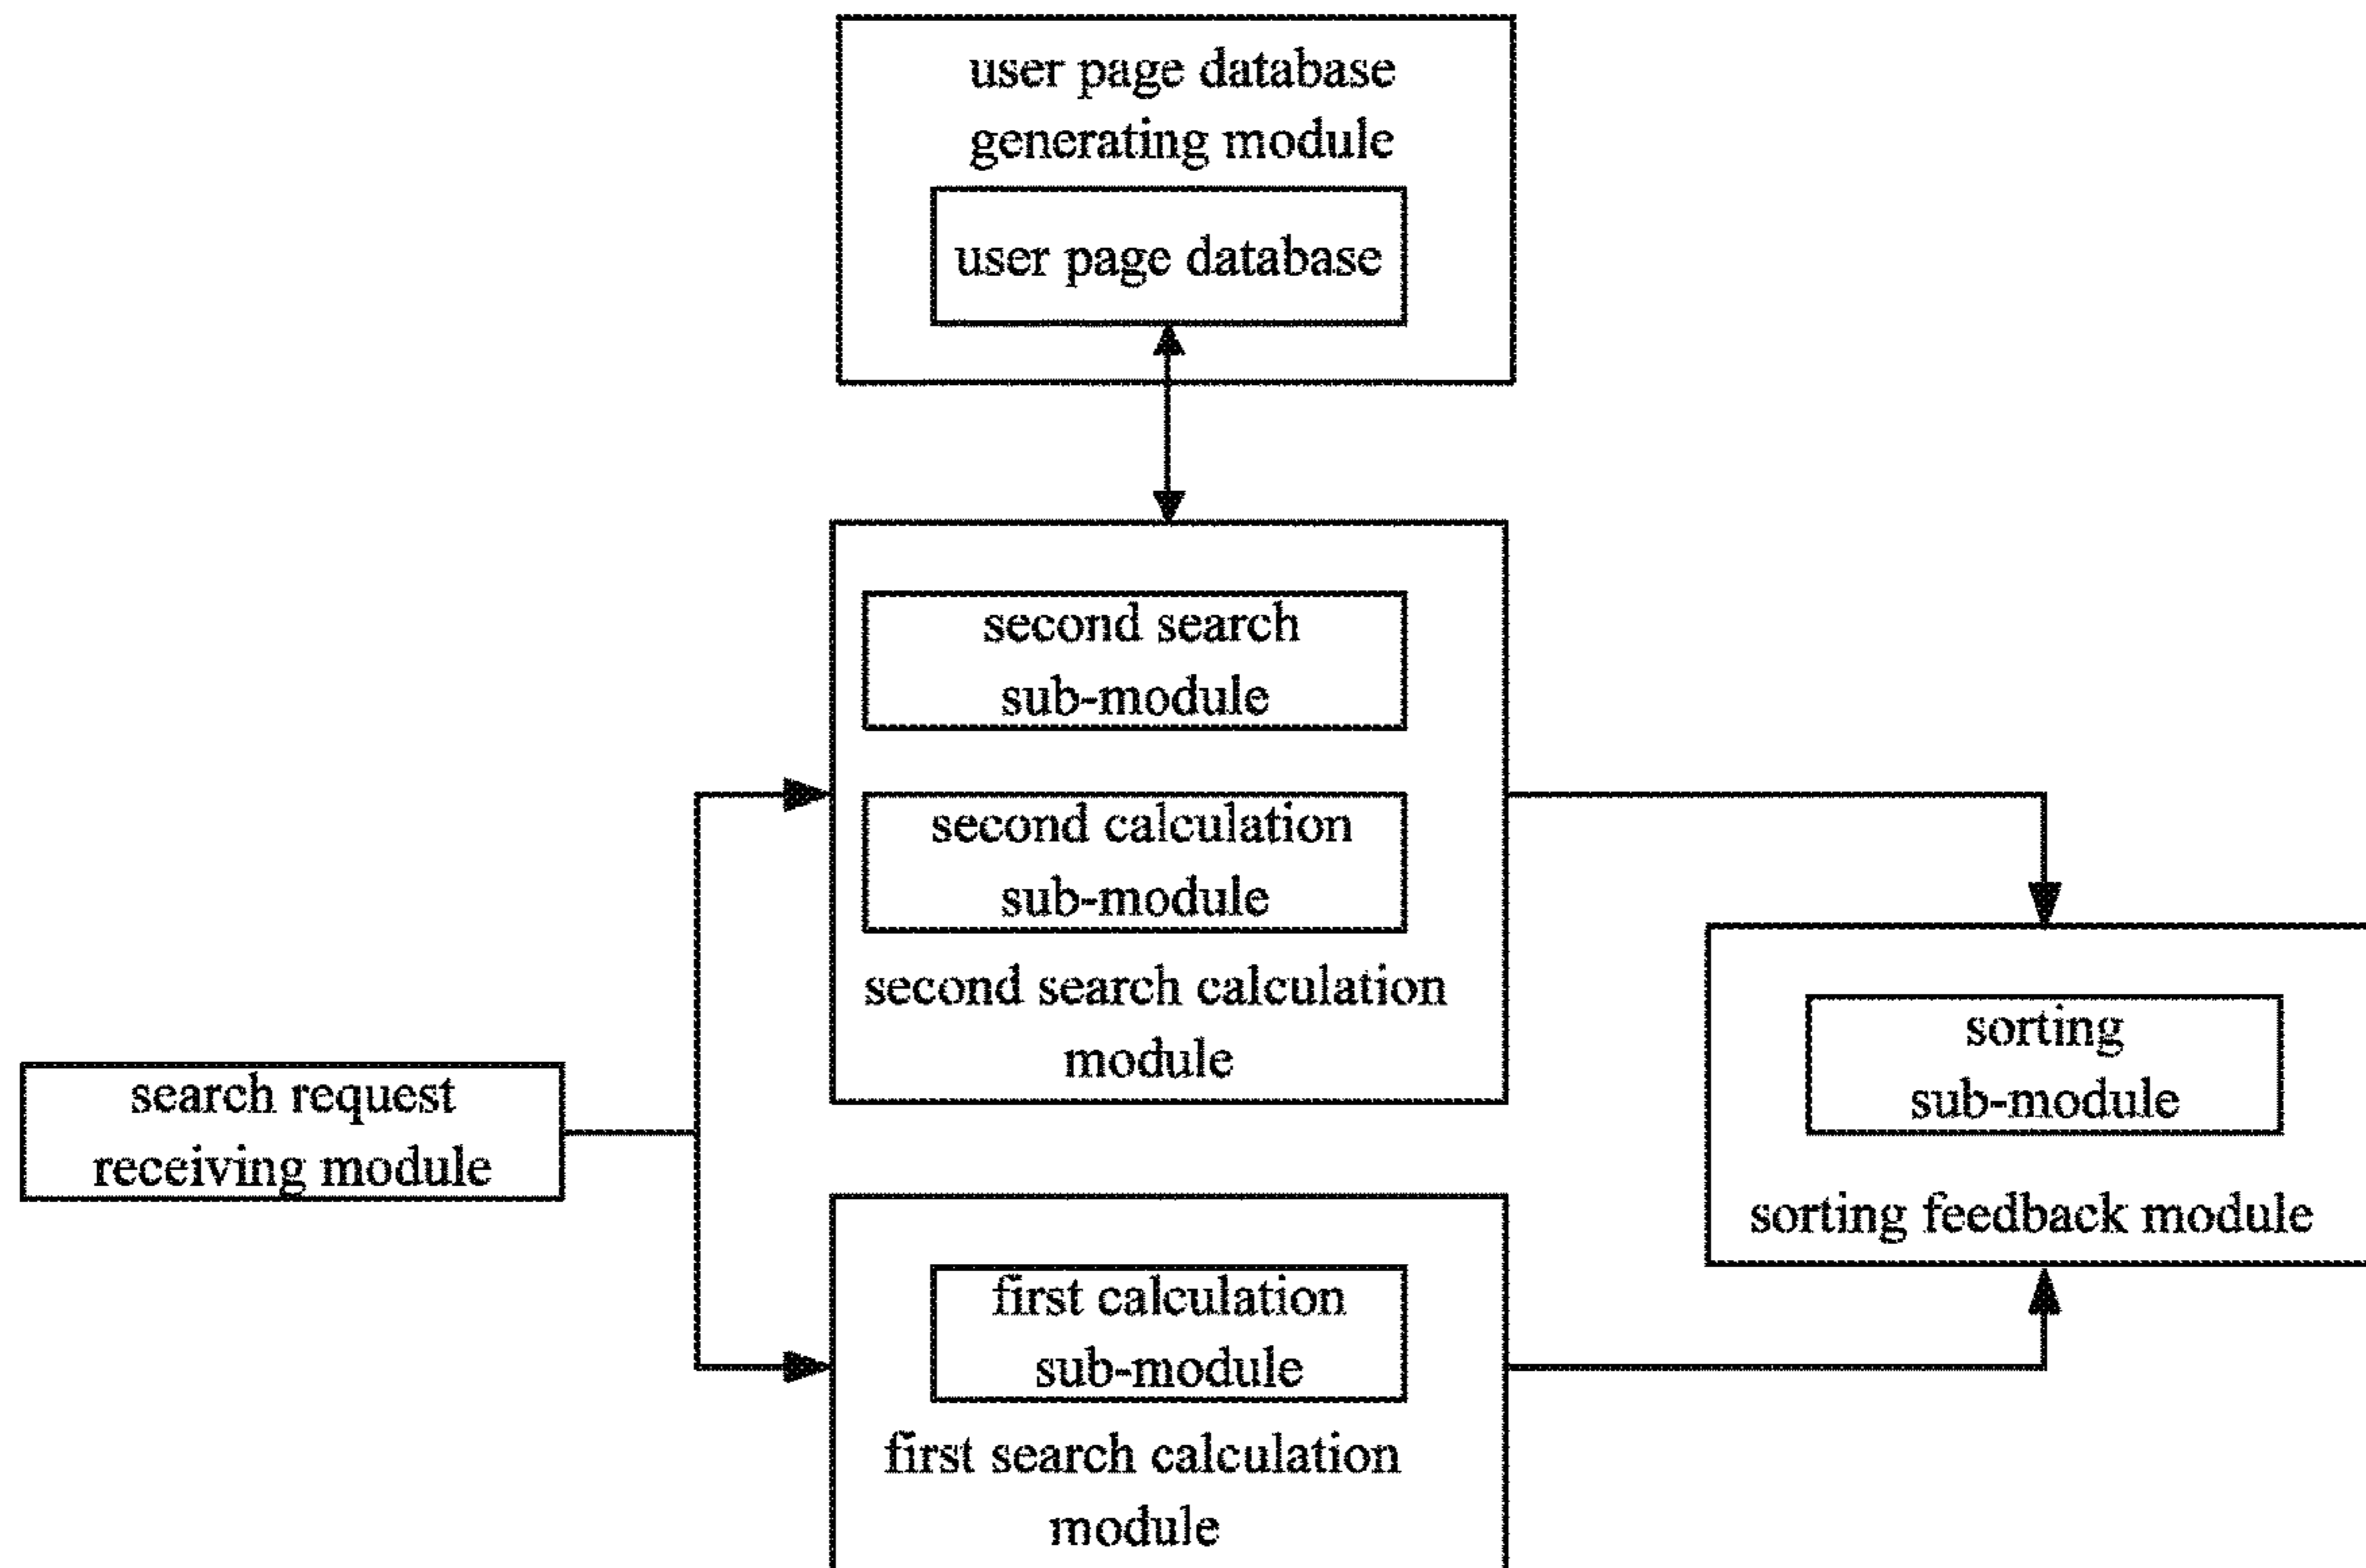 user page database
generating module
user page database
second search
sub-module
second calculation
sub-module
second search calculation
module
search request
receiving module
sorting
sub-module
sorting feedback module
first calculation
sub-module
first search calculation
module